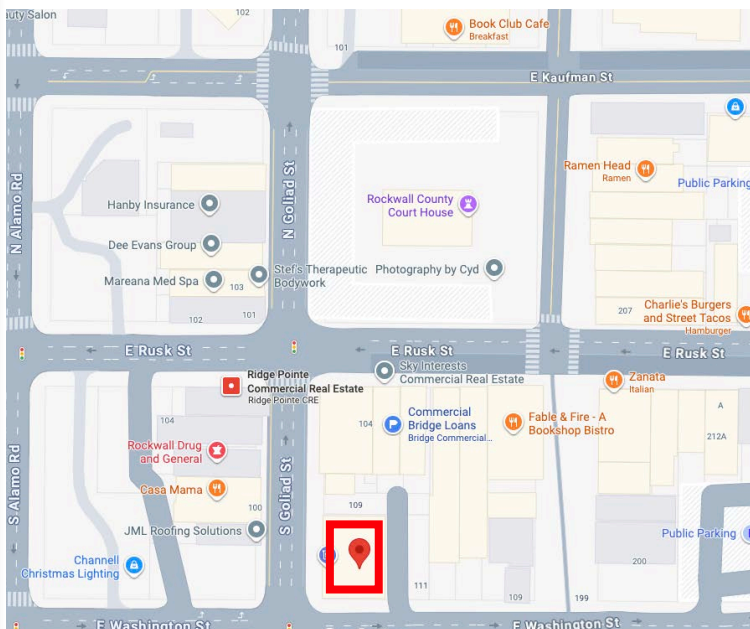 uty Salon
102
101
Book Club Cafe
Breakfast
E Kaufman St
N Alamo Rd
N Goliad St
Hanby Insurance
Dee Evans Group
Mareana Med Spa
103
Stef's Therapeutic
Bodywork
102
101
Rockwall County
Court House
Photography by Cyd
Ramen Head
Ramen
Public Parking
207
Charlie's Burgers
and Street Tacos
Hamburger
E Rusk St
E Rusk St
E Rusk St
Ridge Pointe
Commercial Real Estate
Ridge Pointe CRE
Sky Interests
Commercial Real Estate
Zanata
Italian
104
Rockwall Drug
and General
Casa Mama
100
JML Roofing Solutions
Channell
Christmas Lighting
S Alamo Rd
S Goliad St
104
Commercial
Bridge Loans
Bridge Commercial...
Fable & Fire - A
Bookshop Bistro
A
212A
109
111
109
199
200
Public Parking
E Washington St
E Washington St